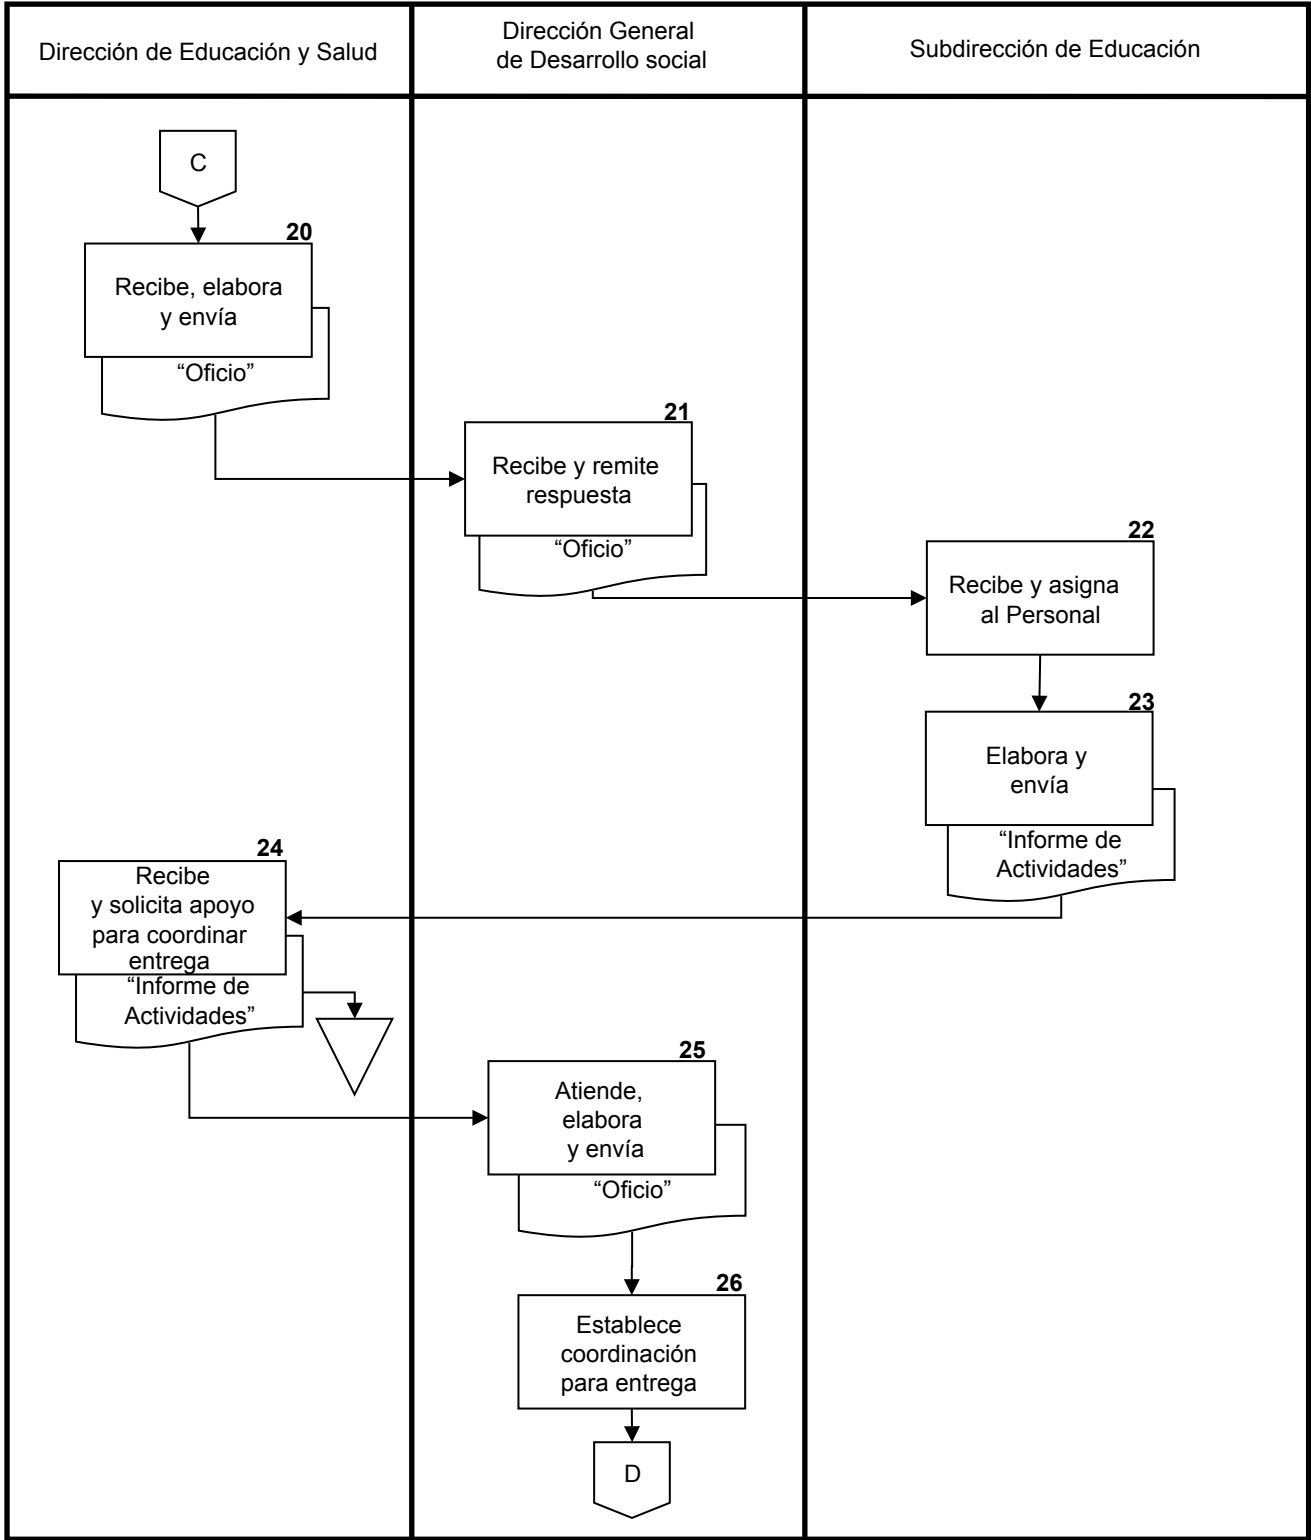 Dirección de Educación y Salud
Dirección General
de Desarrollo social
Subdirección de Educación
C
20
Recibe, elabora
y envía
“Oficio”
21
Recibe y remite
respuesta
“Oficio”
22
Recibe y asigna
al Personal
23
Elabora y
envía
“Informe de
Actividades”
24
Recibe
y solicita apoyo
para coordinar
entrega
“Informe de
Actividades”
25
Atiende,
elabora
y envía
“Oficio”
26
Establece
coordinación
para entrega
D